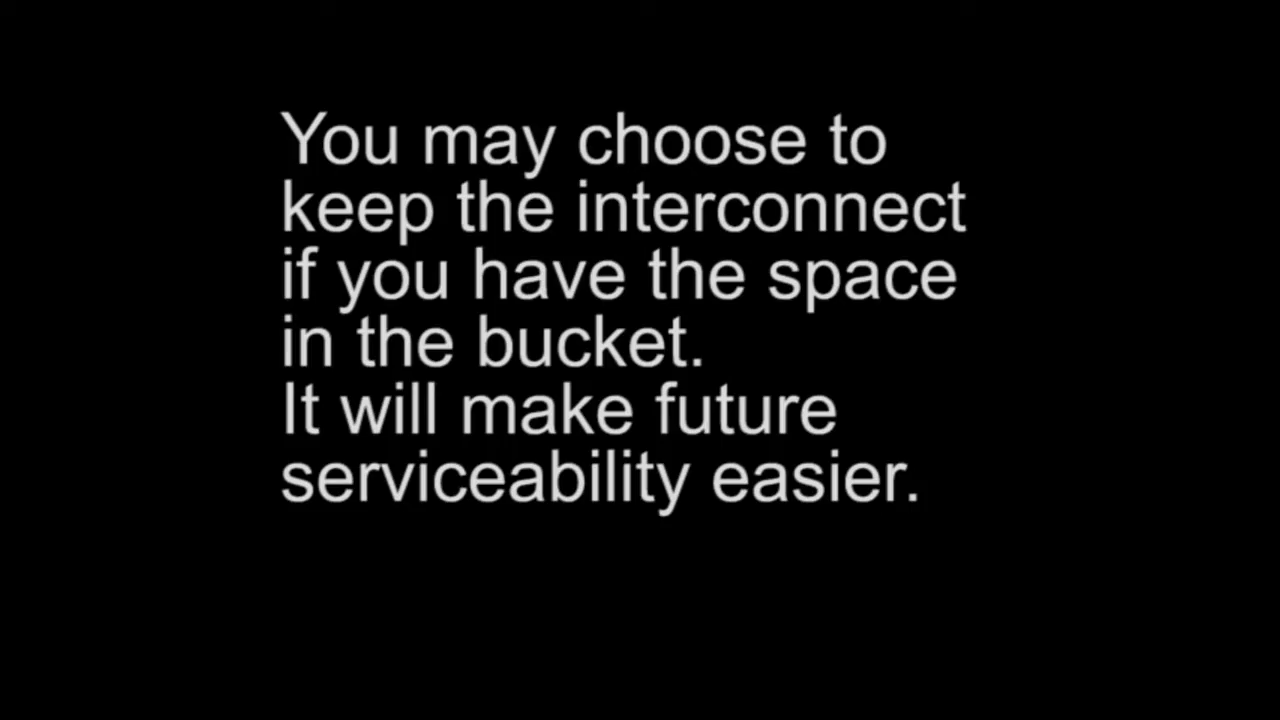 You may choose to
keep the interconnect
if you have the space
in the bucket.
It will make future
serviceability easier.